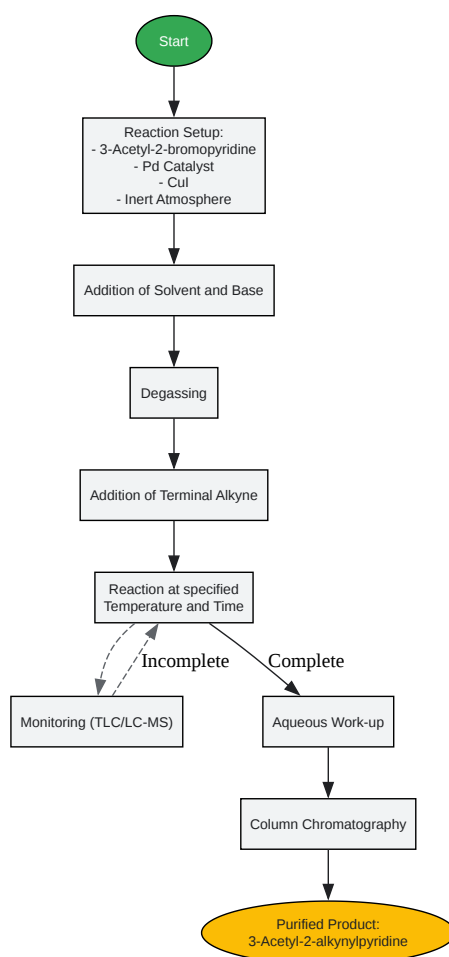 Start
Reaction Setup:
- 3-Acetyl-2-bromopyridine
- Pd Catalyst
- CuI
- Inert Atmosphere
Addition of Solvent and Base
Degassing
Addition of Terminal Alkyne
Reaction at specified
Temperature and Time
Incomplete
Complete
Monitoring (TLC/LC-MS)
Aqueous Work-up
Column Chromatography
Purified Product:
3-Acetyl-2-alkynylpyridine